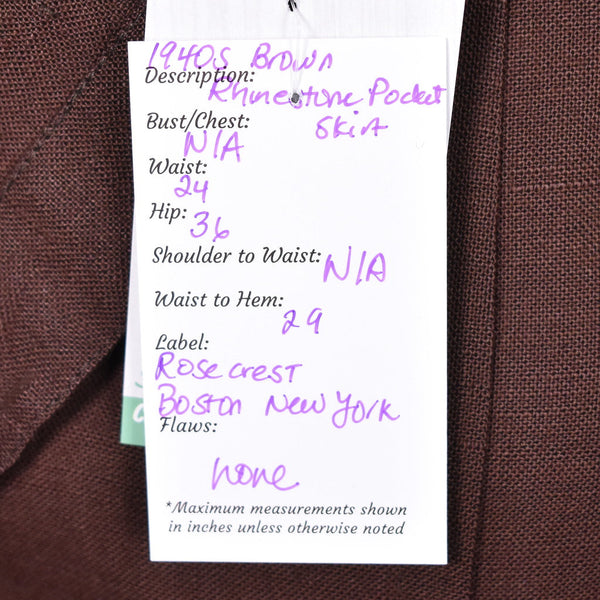 1940s Brown
Description:
Rhinestone Pocket
Bust/Chest:
Skirt
N/A
Waist:
24
Hip:
36
Shoulder to Waist:
N/A
Waist to Hem:
29
Label:
Rosecrest
Boston New York
Flaws:
none
*Maximum measurements shown
in inches unless otherwise noted